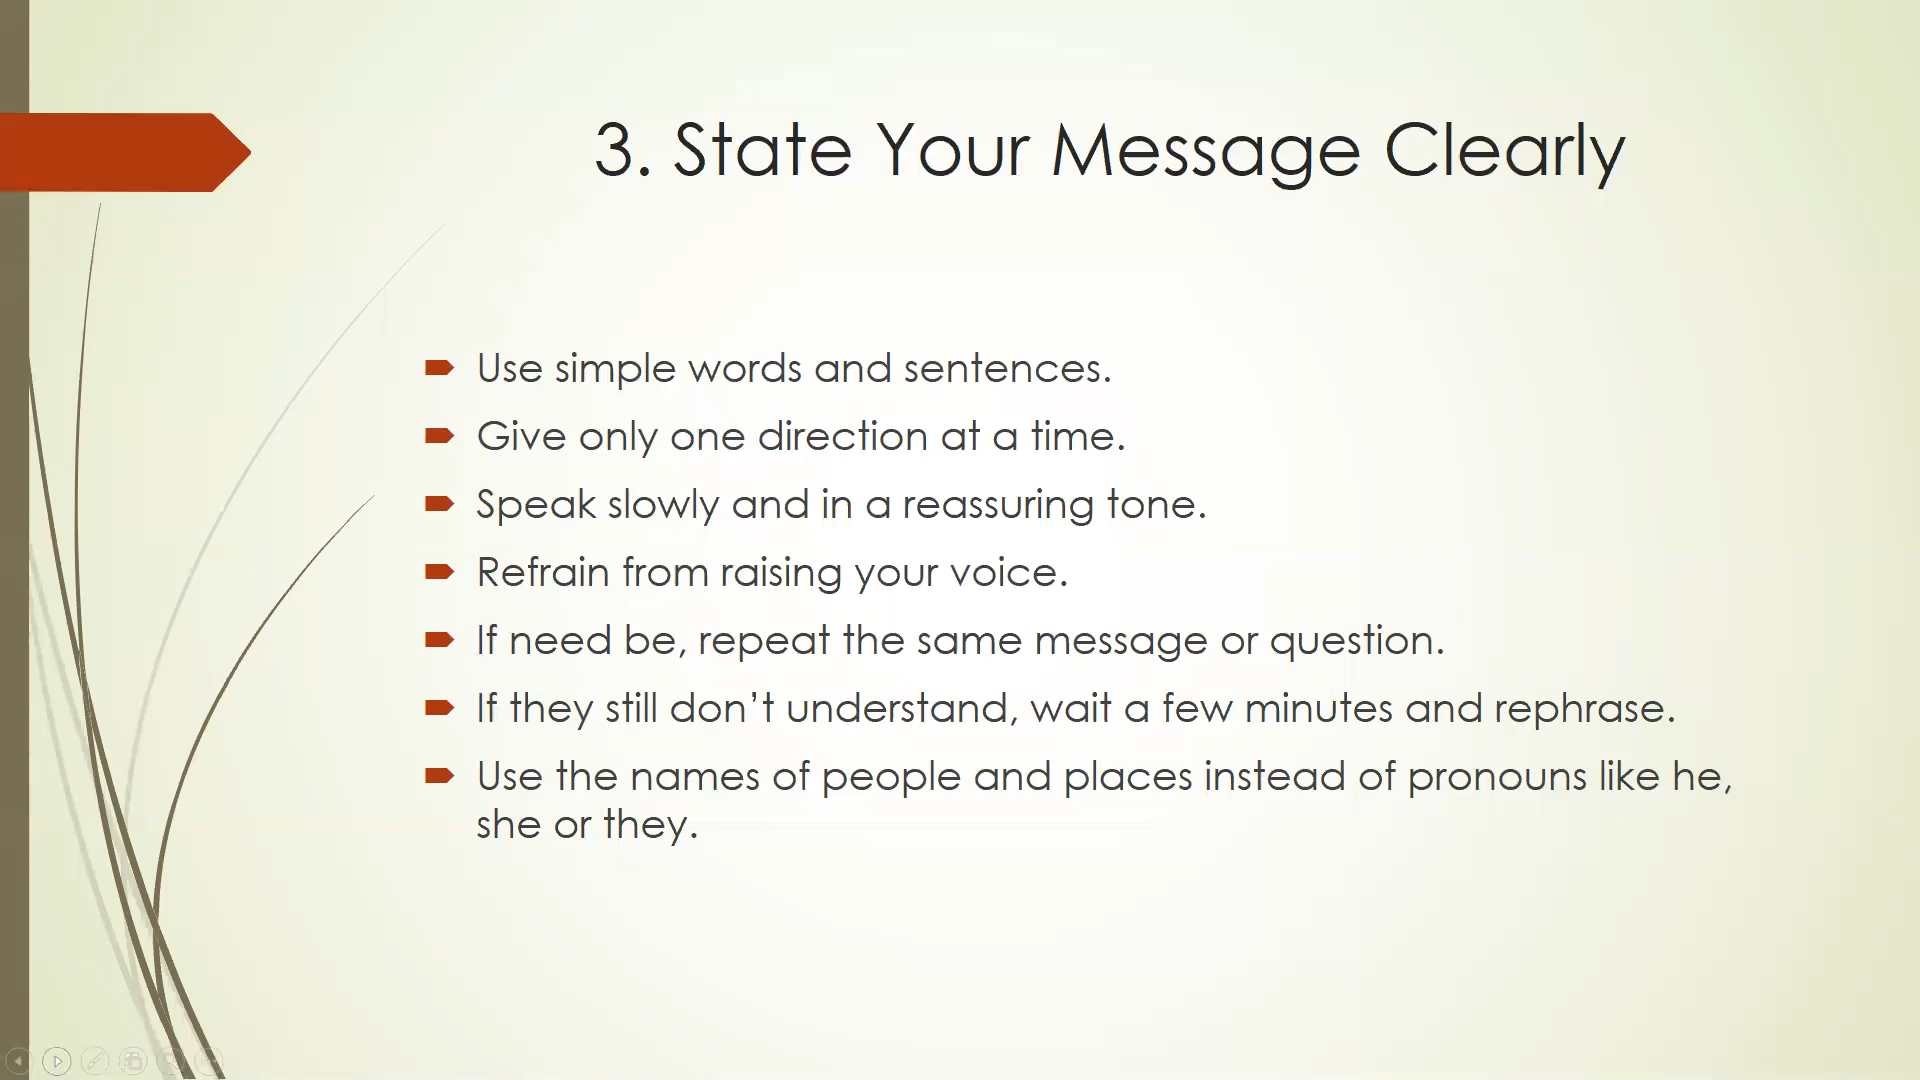 3. State Your Message Clearly
Use simple words and sentences.
Give only one direction at a time.
Speak slowly and in a reassuring tone.
Refrain from raising your voice.
If need be, repeat the same message or question.
If they still don’t understand, wait a few minutes and rephrase.
Use the names of people and places instead of pronouns like he,
she or they.